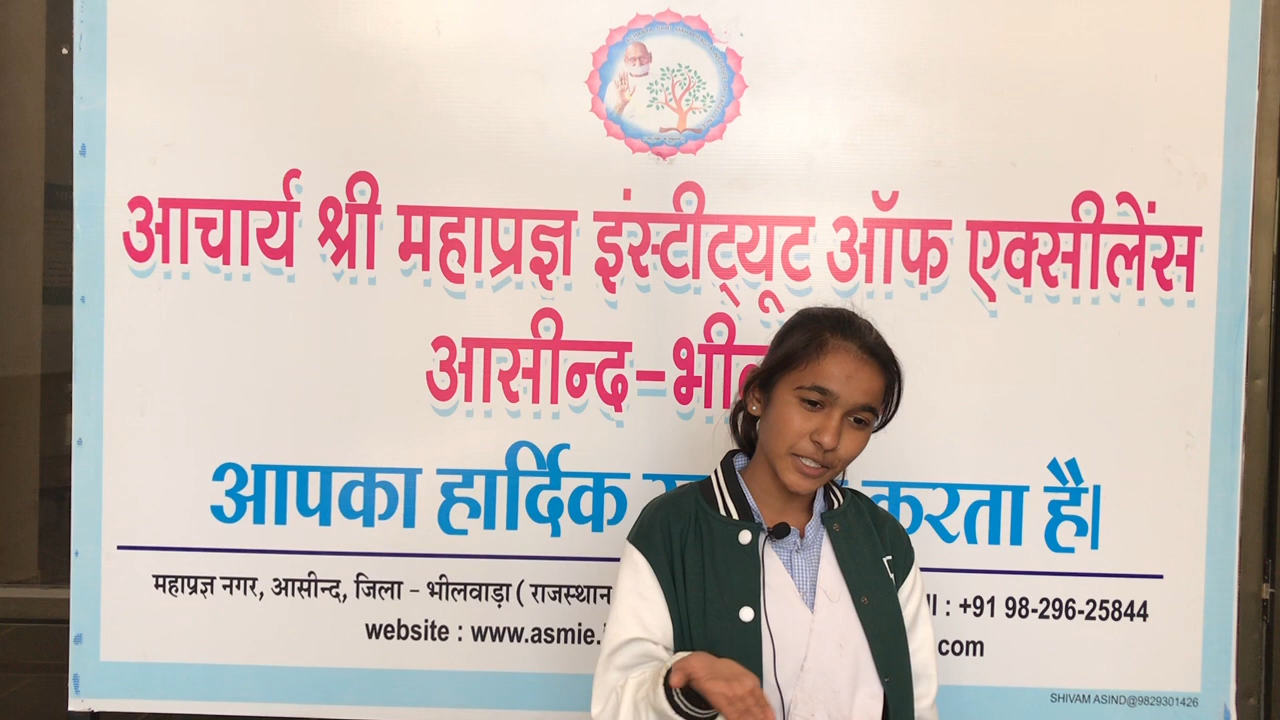 आचार्य श्री महाप्रज्ञ इंस्टीट्यूट ऑफ एक्सीलेंस
आसीन्द-भील
आपका हार्दिक करता है।
महाप्रज्ञ नगर, आसीन्द, जिला - भीलवाड़ा ( राजस्थान : +91 98-296-25844
website : www.asmie. com
SHIVAM ASIND@9829301426